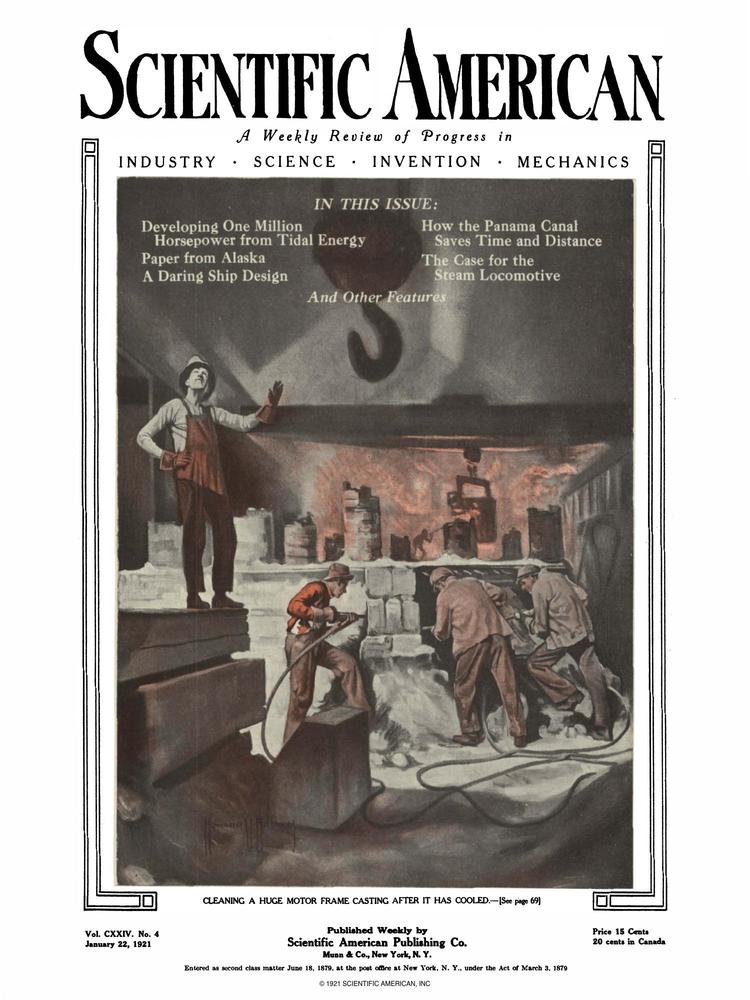 SCIENTIFIC AMERICAN
A Weekly Review of Progress in
INDUSTRY · SCIENCE · INVENTION · MECHANICS
IN THIS ISSUE:
Developing One Million
Horsepower from Tidal Energy
Paper from Alaska
A Daring Ship Design
How the Panama Canal
Saves Time and Distance
The Case for the
Steam Locomotive
And Other Features
CLEANING A HUGE MOTOR FRAME CASTING AFTER IT HAS COOLED.—[See page 69]
Vol. CXXIV. No. 4
January 22, 1921
Published Weekly by
Scientific American Publishing Co.
Munn & Co., New York, N. Y.
Price 15 Cents
20 cents in Canada
Entered as second class matter June 18, 1879, at the post office at New York, N. Y., under the Act of March 3, 1879
© 1921 SCIENTIFIC AMERICAN, INC